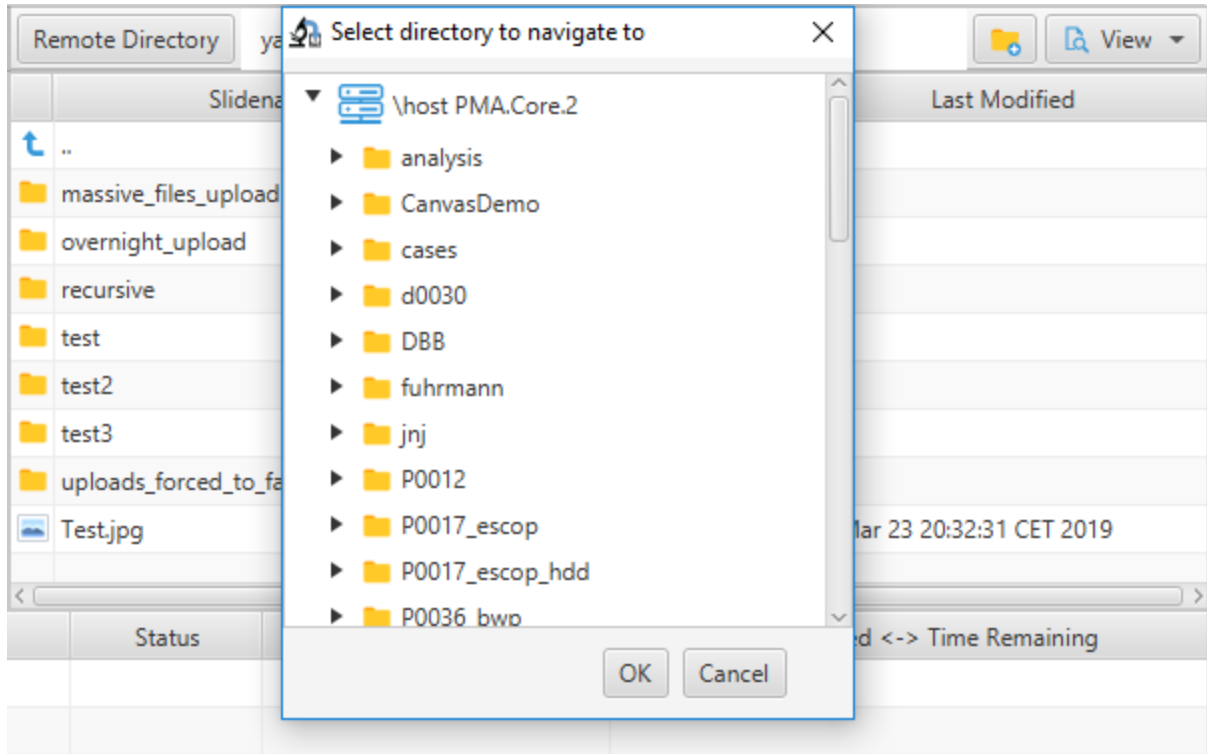 Remote Directory ya Select directory to navigate to View
Slidena Last Modified
\host PMA.Core.2
..
analysis
massive_files_upload
CanvasDemo
overnight_upload
cases
recursive
d0030
test
DBB
test2
fuhrmann
test3
jnj
uploads_forced_to_fa
P0012
Test.jpg
P0017_escop
Mar 23 20:32:31 CET 2019
P0017_escop_hdd
P0036_bwp
Status
ed <-> Time Remaining
OK Cancel